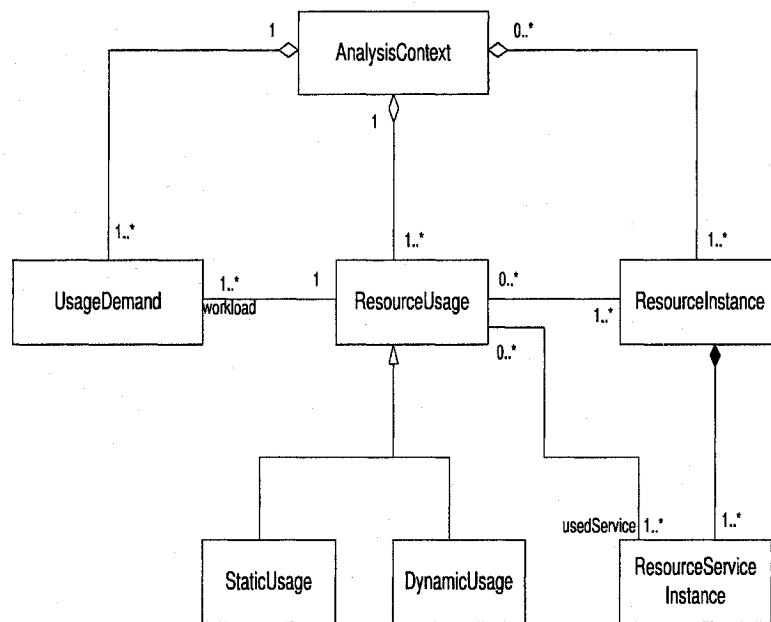 1
AnalysisContext
0..*
1
1..*
1..*
1..*
UsageDemand
1..*
workload
1
ResourceUsage
0..*
1..*
ResourceInstance
0..*
usedService
1..*
1..*
StaticUsage
DynamicUsage
ResourceService
Instance